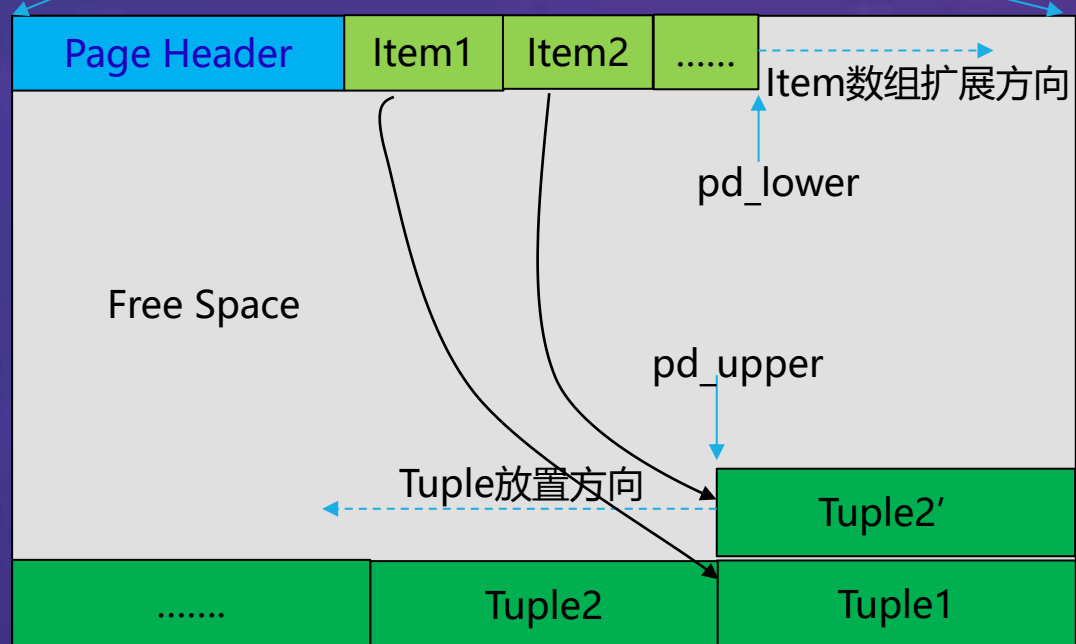 Page Header
Item1
Item2
......
Item数组扩展方向
pd_lower
Free Space
pd_upper
Tuple放置方向
Tuple2’
.......
Tuple2
Tuple1